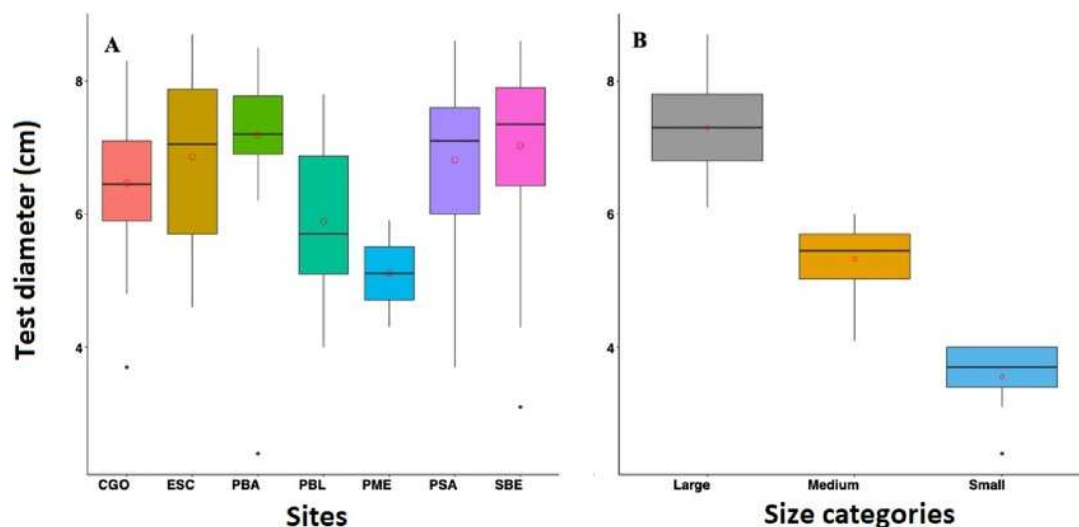 A
B
Test diameter (cm)
8
6
4
8
6
4
CGO ESC PBA PBL PME PSA SBE
Large Medium Small
Sites
Size categories